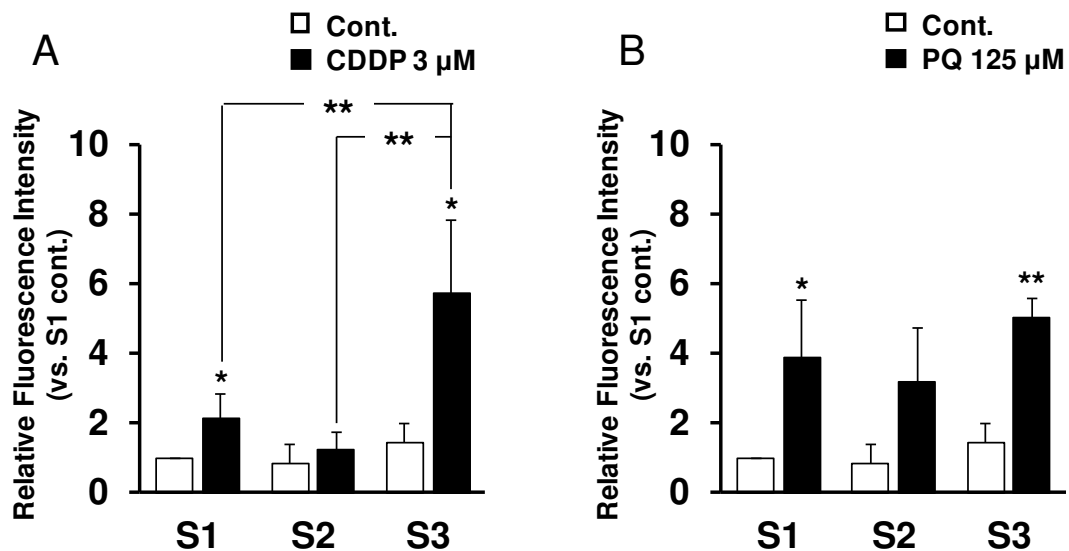 A
Cont.
CDDP 3 µM
**
**
*
*
10
8
6
4
2
0
Relative Fluorescence Intensity
(vs. S1 cont.)
S1 S2 S3
B
Cont.
PQ 125 µM
*
**
10
8
6
4
2
0
Relative Fluorescence Intensity
(vs. S1 cont.)
S1 S2 S3